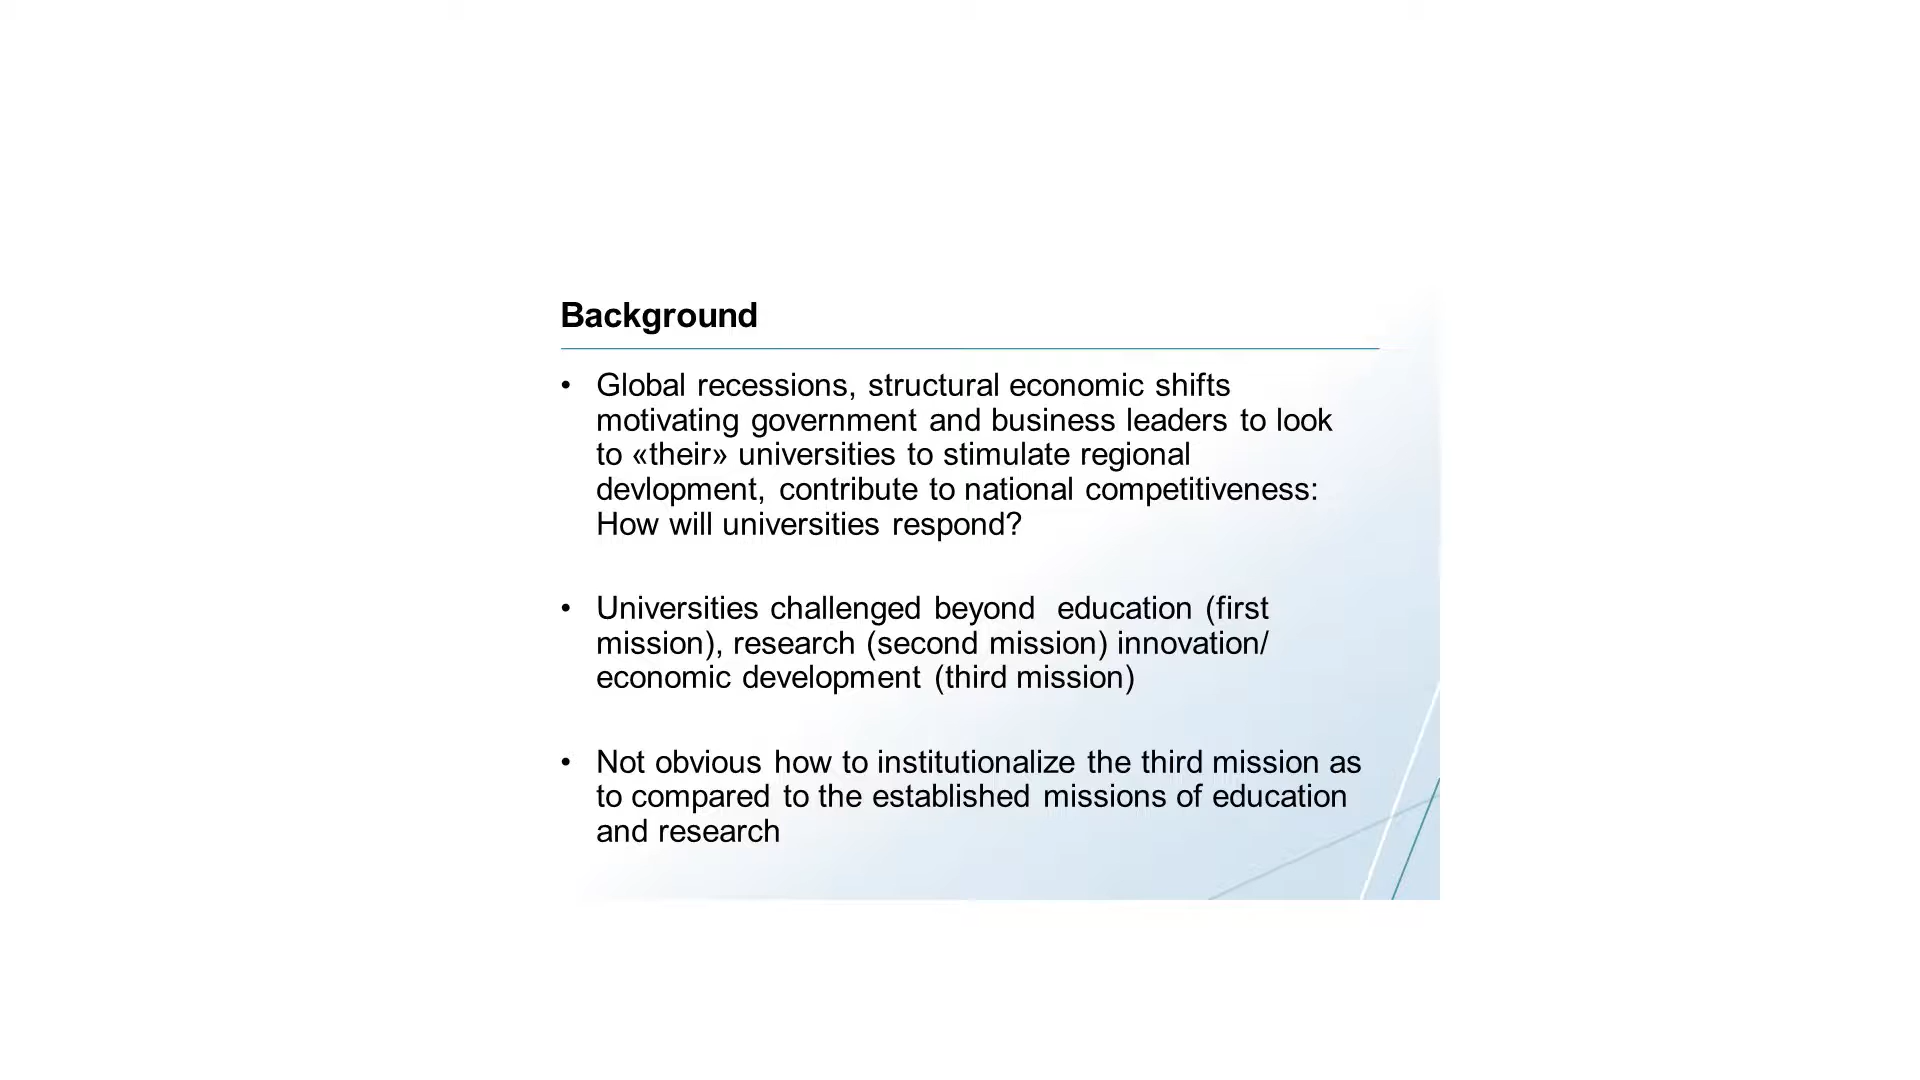 Background
• Global recessions, structural economic shifts
motivating government and business leaders to look
to «their» universities to stimulate regional
devlopment, contribute to national competitiveness:
How will universities respond?
• Universities challenged beyond education (first
mission), research (second mission) innovation/
economic development (third mission)
• Not obvious how to institutionalize the third mission as
to compared to the established missions of education
and research